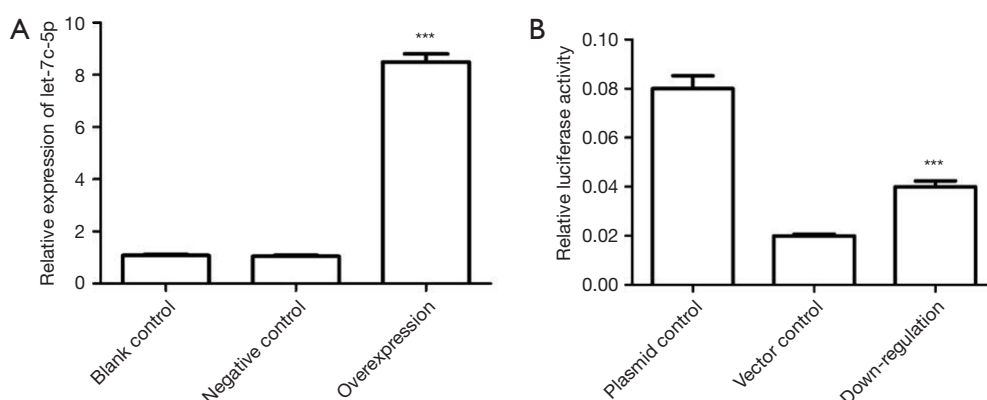 A
Relative expression of let-7c-5p
10
8
6
4
2
0
***
Blank control
Negative control
Overexpression
B
Relative luciferase activity
0.10
0.08
0.06
0.04
0.02
0.00
***
Plasmid control
Vector control
Down-regulation